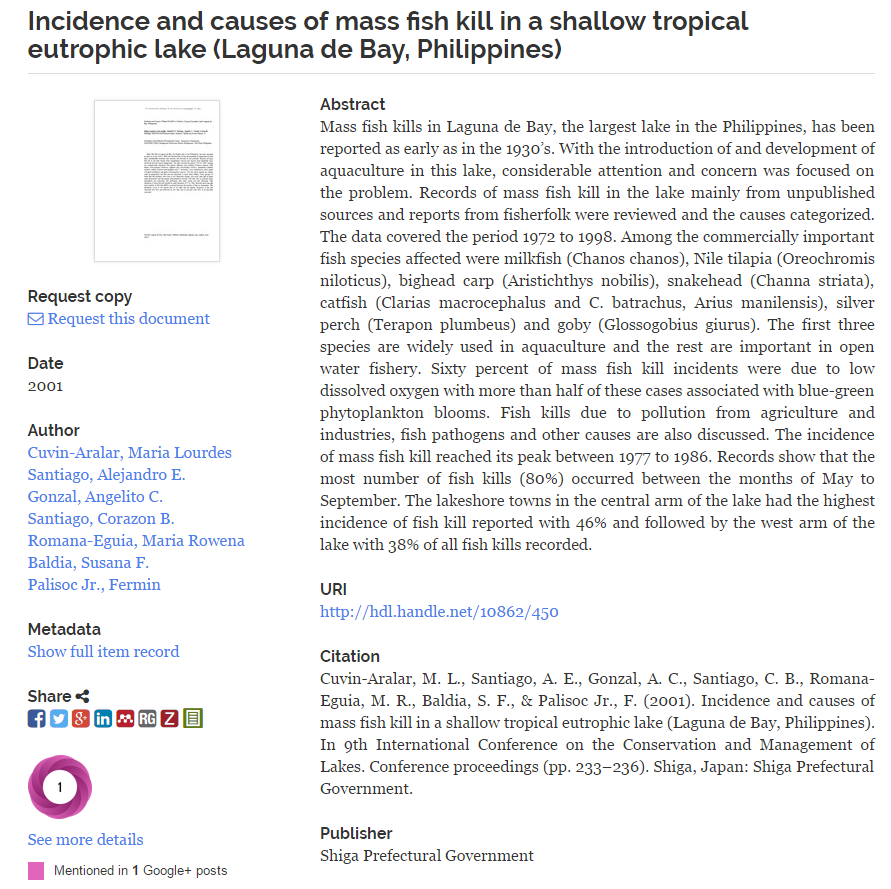 Incidence and causes of mass fish kill in a shallow tropical
eutrophic lake (Laguna de Bay, Philippines)
Request copy
Request this document
Date
2001
Author
Cuvin-Aralar, Maria Lourdes
Santiago, Alejandro E.
Gonzal, Angelito C.
Santiago, Corazon B.
Romana-Eguia, Maria Rowena
Baldia, Susana F.
Palisoc Jr., Fermin
Metadata
Show full item record
Share
RG
Z
1
See more details
Mentioned in 1 Google+ posts
Abstract
Mass fish kills in Laguna de Bay, the largest lake in the Philippines, has been
reported as early as in the 1930's. With the introduction of and development of
aquaculture in this lake, considerable attention and concern was focused on
the problem. Records of mass fish kill in the lake mainly from unpublished
sources and reports from fisherfolk were reviewed and the causes categorized.
The data covered the period 1972 to 1998. Among the commercially important
fish species affected were milkfish (Chanos chanos), Nile tilapia (Oreochromis
niloticus), bighead carp (Aristichthys nobilis), snakehead (Channa striata),
catfish (Clarias macrocephalus and C. batrachus, Arius manilensis), silver
perch (Terapon plumbeus) and goby (Glossogobius giurus). The first three
species are widely used in aquaculture and the rest are important in open
water fishery. Sixty percent of mass fish kill incidents were due to low
dissolved oxygen with more than half of these cases associated with blue-green
phytoplankton blooms. Fish kills due to pollution from agriculture and
industries, fish pathogens and other causes are also discussed. The incidence
of mass fish kill reached its peak between 1977 to 1986. Records show that the
most number of fish kills (80%) occurred between the months of May to
September. The lakeshore towns in the central arm of the lake had the highest
incidence of fish kill reported with 46% and followed by the west arm of the
lake with 38% of all fish kills recorded.
URI
http://hdl.handle.net/10862/450
Citation
Cuvin-Aralar, M. L., Santiago, A. E., Gonzal, A. C., Santiago, C. B., Romana-
Eguia, M. R., Baldia, S. F., & Palisoc Jr., F. (2001). Incidence and causes of
mass fish kill in a shallow tropical eutrophic lake (Laguna de Bay, Philippines).
In 9th International Conference on the Conservation and Management of
Lakes. Conference proceedings (pp. 233–236). Shiga, Japan: Shiga Prefectural
Government.
Publisher
Shiga Prefectural Government